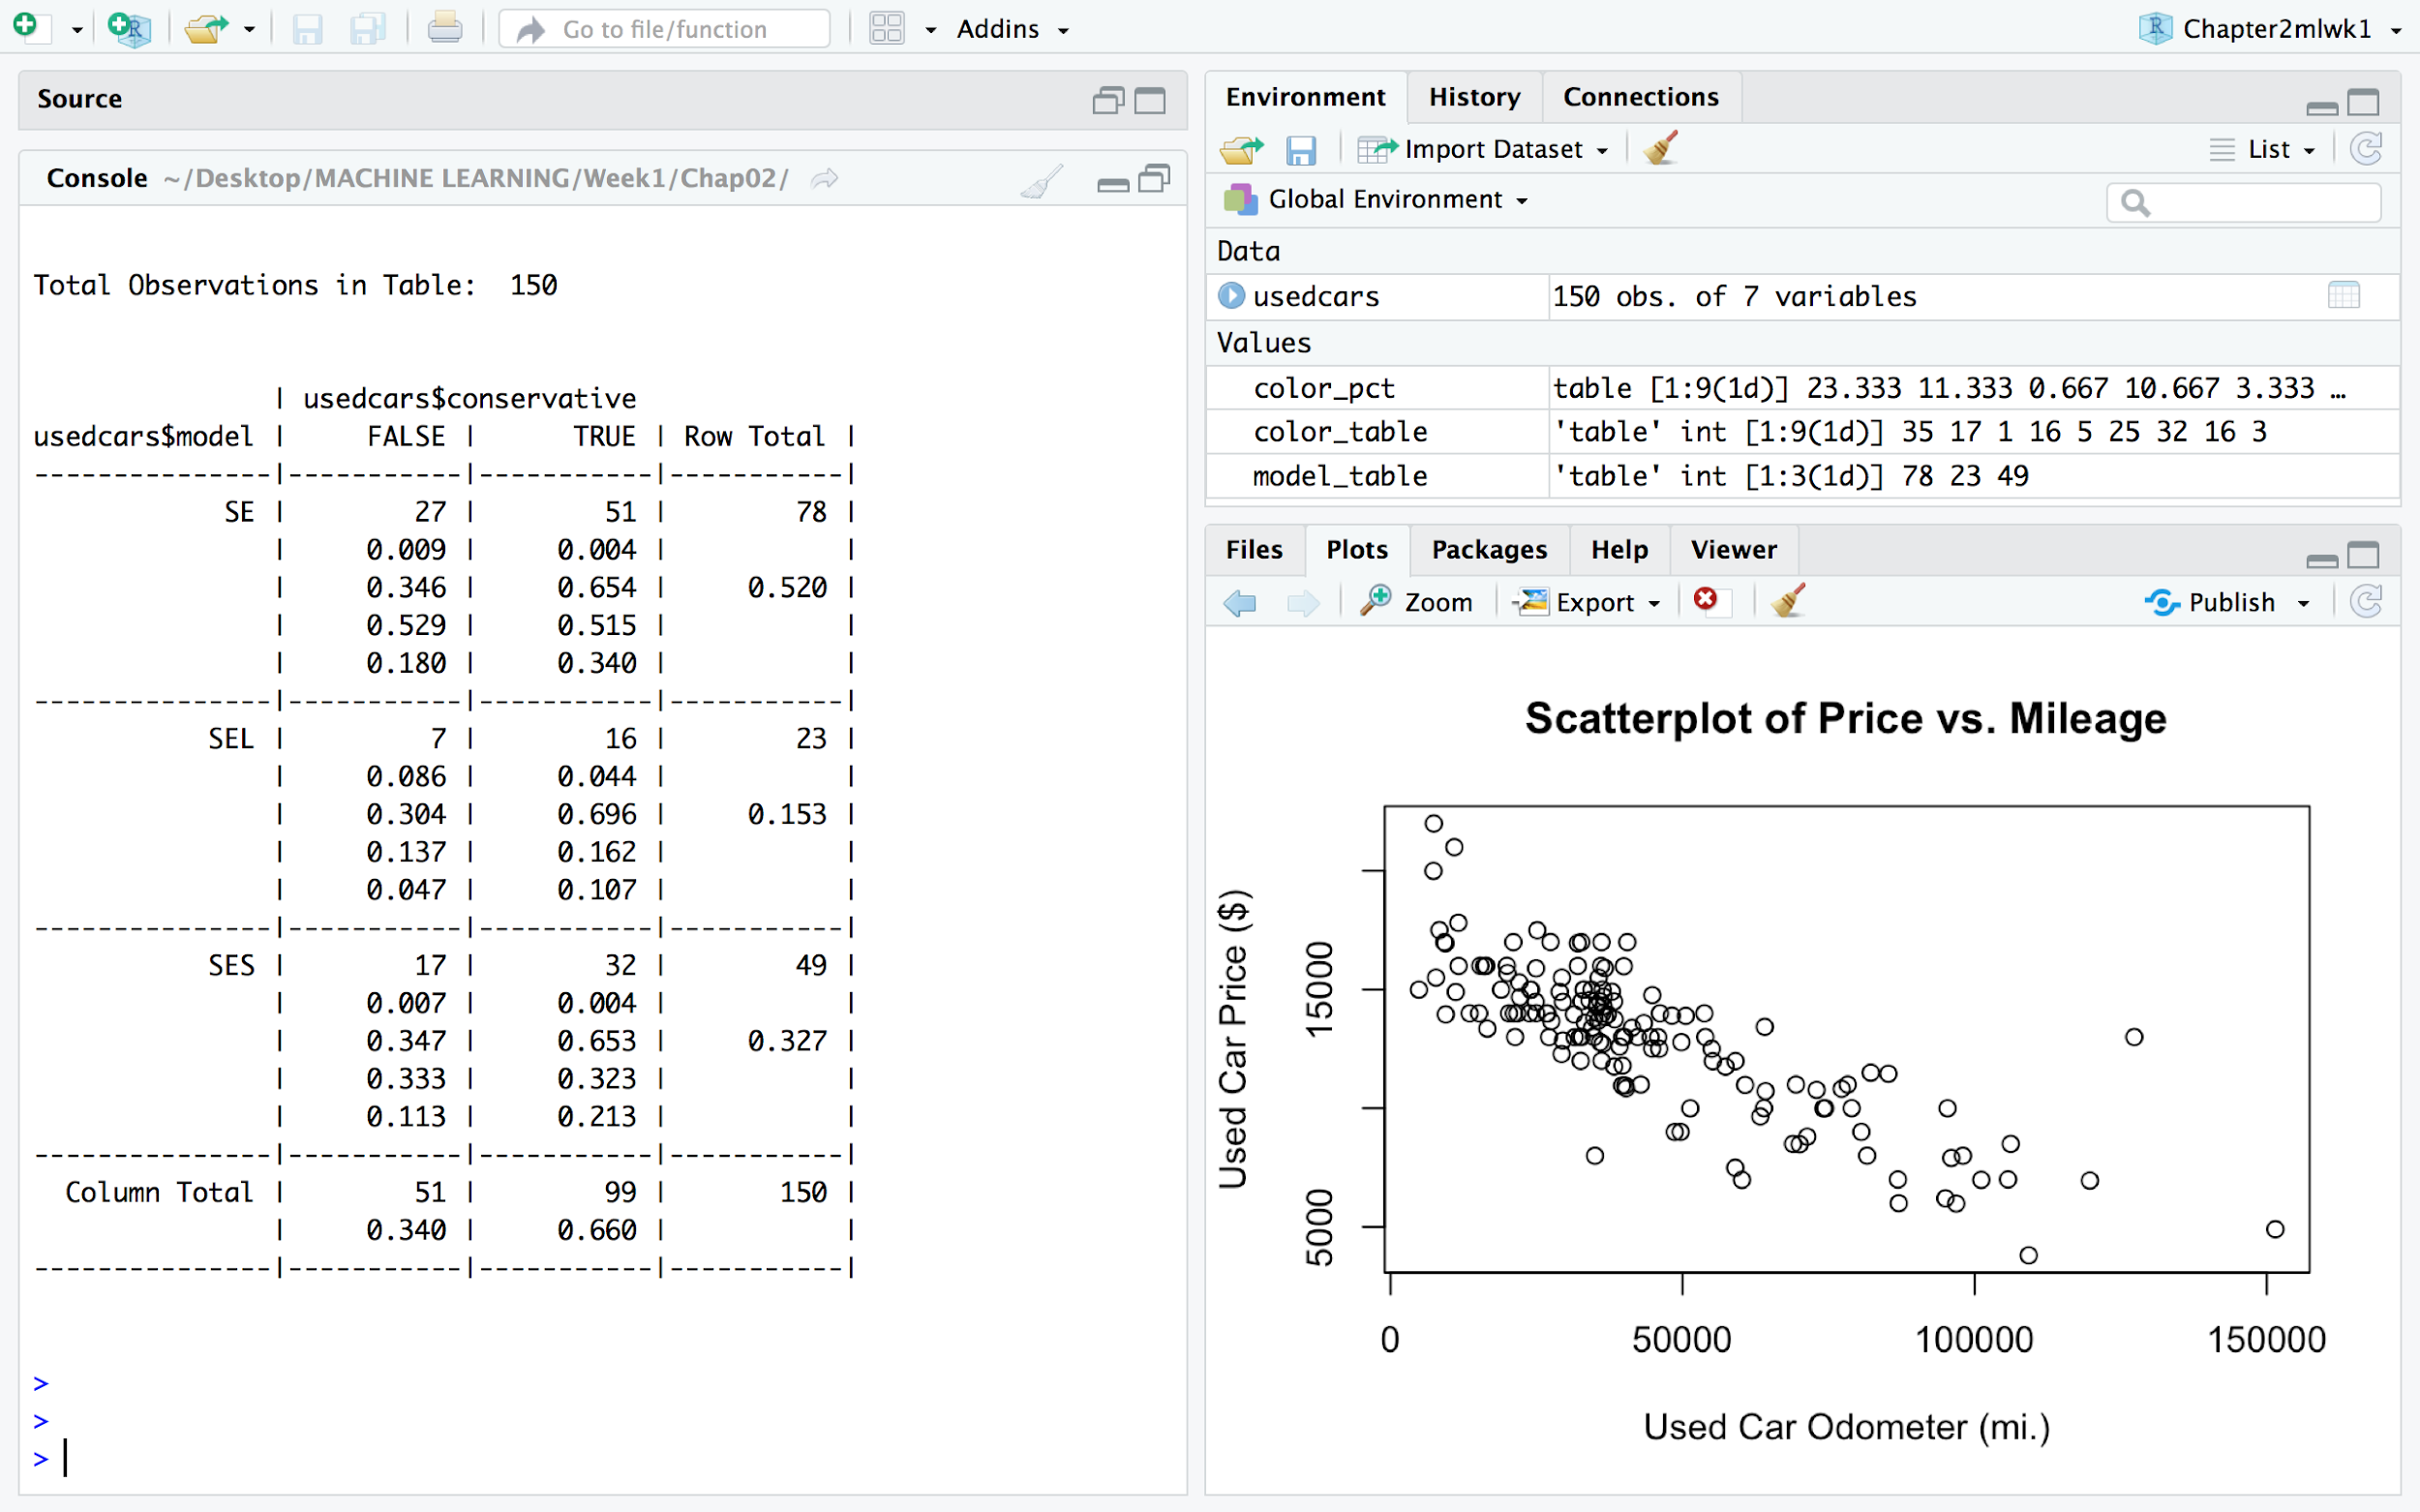 Go to file/function
Addins
Chapter2mlwk1
Source
Console ~/Desktop/MACHINE LEARNING/Week1/Chap02/
Total Observations in Table:  150
             | usedcars$conservative
usedcars$model |     FALSE |      TRUE | Row Total |
---------------|-----------|-----------|-----------|
            SE |        27 |        51 |        78 |
               |     0.009 |     0.004 |           |
               |     0.346 |     0.654 |     0.520 |
               |     0.529 |     0.515 |           |
               |     0.180 |     0.340 |           |
---------------|-----------|-----------|-----------|
           SEL |         7 |        16 |        23 |
               |     0.086 |     0.044 |           |
               |     0.304 |     0.696 |     0.153 |
               |     0.137 |     0.162 |           |
               |     0.047 |     0.107 |           |
---------------|-----------|-----------|-----------|
           SES |        17 |        32 |        49 |
               |     0.007 |     0.004 |           |
               |     0.347 |     0.653 |     0.327 |
               |     0.333 |     0.323 |           |
               |     0.113 |     0.213 |           |
---------------|-----------|-----------|-----------|
  Column Total |        51 |        99 |       150 |
               |     0.340 |     0.660 |           |
---------------|-----------|-----------|-----------|
>
>
>
Environment History Connections
Import Dataset List
Global Environment
Data
usedcars 150 obs. of 7 variables
Values
color_pct table [1:9(1d)] 23.333 11.333 0.667 10.667 3.333 …
color_table 'table' int [1:9(1d)] 35 17 1 16 5 25 32 16 3
model_table 'table' int [1:3(1d)] 78 23 49
Files Plots Packages Help Viewer
Zoom Export Publish
Scatterplot of Price vs. Mileage
Used Car Price ($)
15000
5000
0 50000 100000 150000
Used Car Odometer (mi.)